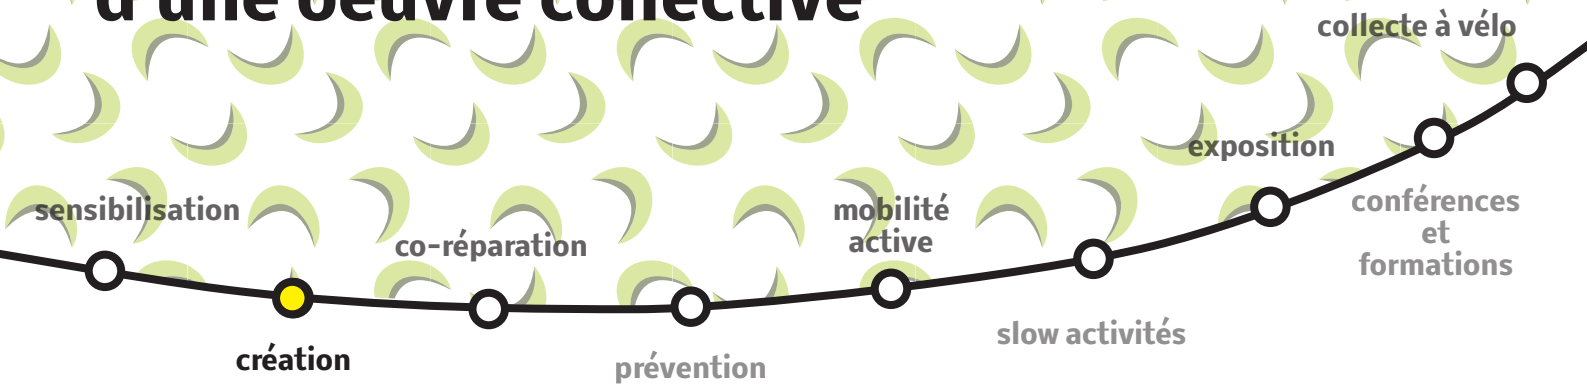 d'une oeuvre collective
collecte à vélo
exposition
conférences
et
formations
sensibilisation
mobilité
active
co-réparation
slow activités
création
prévention